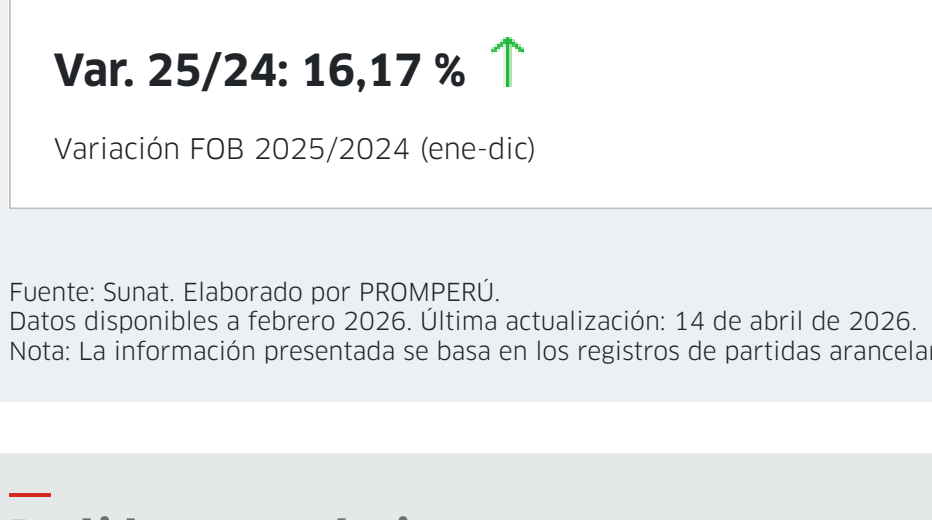 Var. 25/24: 16,17 %
Variación FOB 2025/2024 (ene-dic)
Fuente: Sunat. Elaborado por PROMPERÚ.
Datos disponibles a febrero 2026. Última actualización: 14 de abril de 2026.
Nota: La información presentada se basa en los registros de partidas